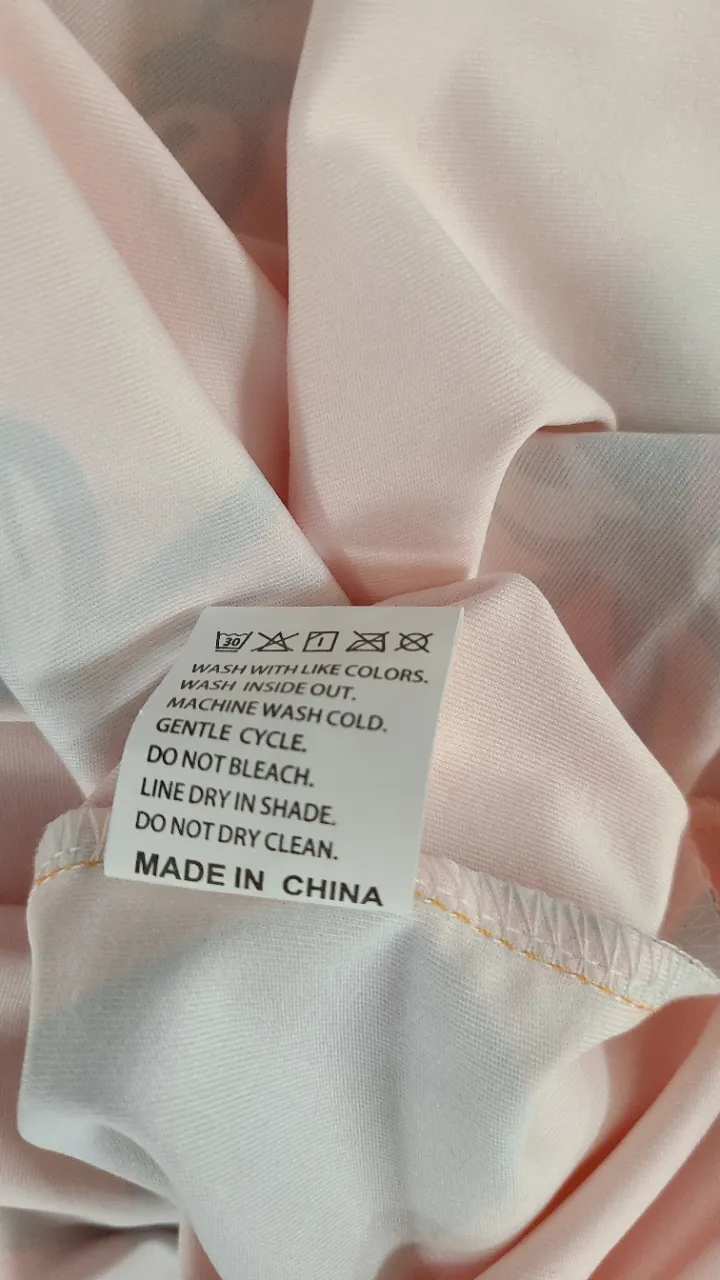 30
WASH WITH LIKE COLORS.
WASH INSIDE OUT.
MACHINE WASH COLD.
GENTLE CYCLE.
DO NOT BLEACH.
LINE DRY IN SHADE.
DO NOT DRY CLEAN.
MADE IN CHINA